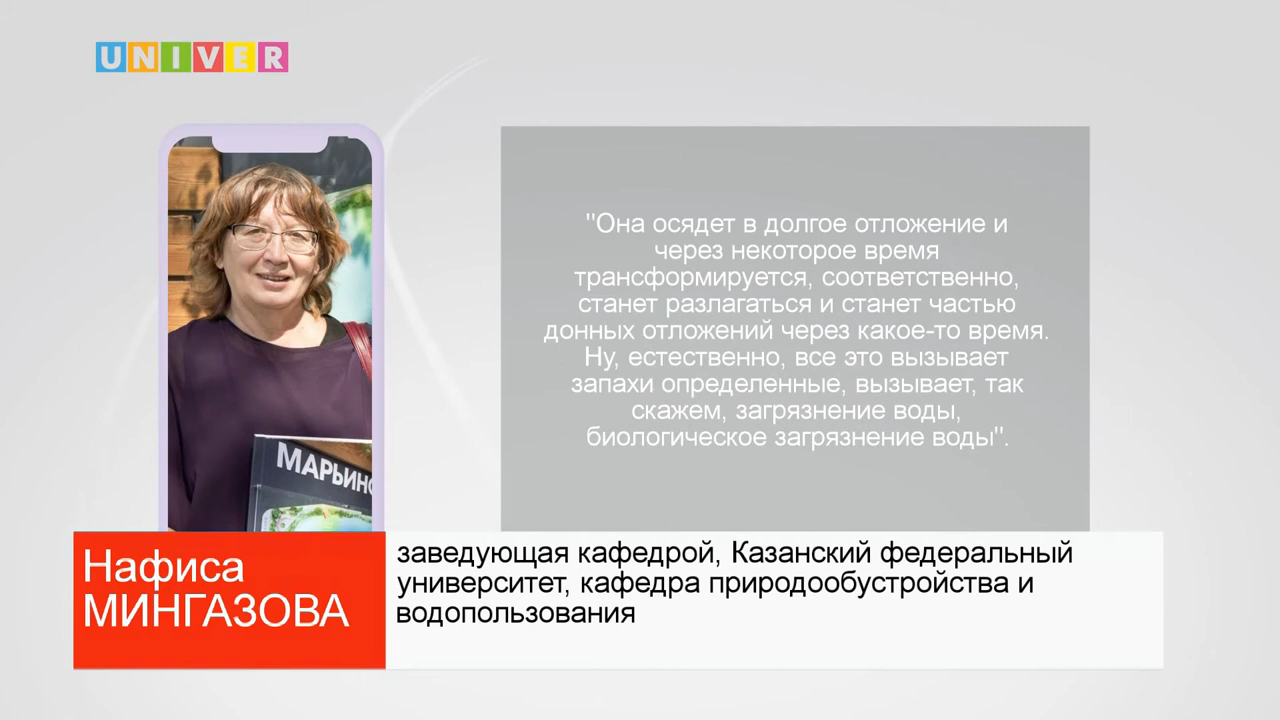 UNIVER
"Она осядет в долгое отложение и
через некоторое время
трансформируется, соответственно,
станет разлагаться и станет частью
донных отложений через какое-то время.
Ну, естественно, все это вызывает
запахи определенные, вызывает, так
скажем, загрязнение воды,
биологическое загрязнение воды".
МАРЬИНО
Нафиса
МИНГАЗОВА
заведующая кафедрой, Казанский федеральный
университет, кафедра природообустройства и
водопользования